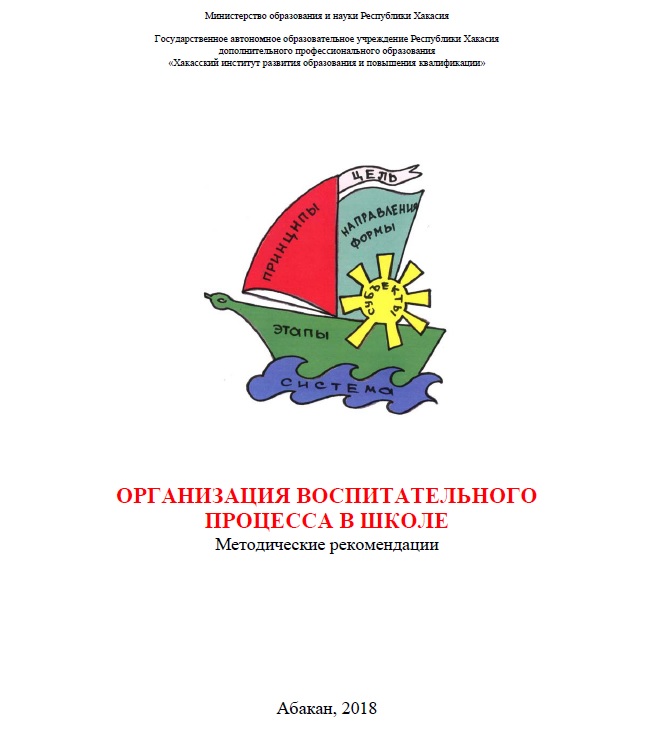 Министерство образования и науки Республики Хакасия
Государственное автономное образовательное учреждение Республики Хакасия
дополнительного профессионального образования
«Хакасский институт развития образования и повышения квалификации»
ЦЕЛЬ
ПРИНЦИПЫ
НАПРАВЛЕНИЯ
ФОРМЫ
СУБЪЕКТЫ
ЭТАПЫ
СИСТЕМА
ОРГАНИЗАЦИЯ ВОСПИТАТЕЛЬНОГО
ПРОЦЕССА В ШКОЛЕ
Методические рекомендации
Абакан, 2018